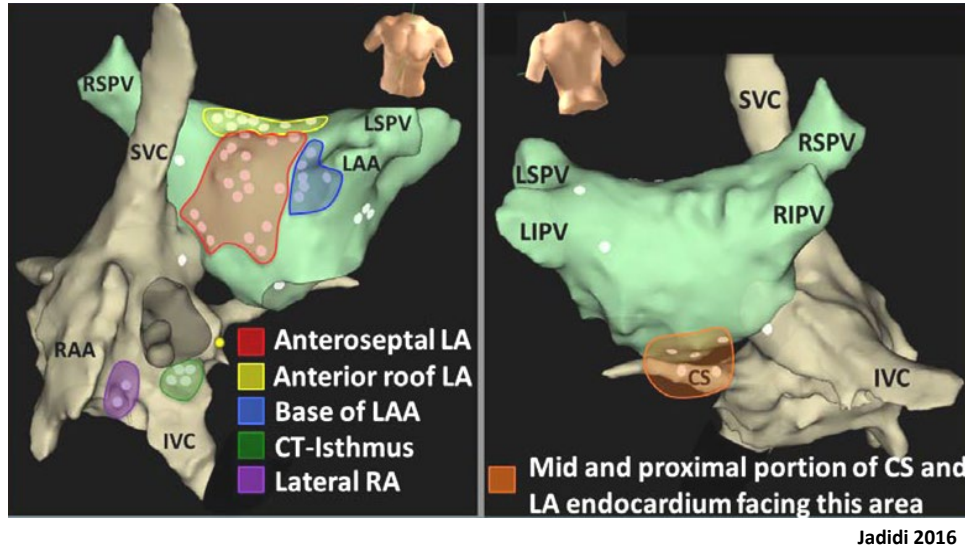 RSPV
SVC
LSPV
LAA
RAA
IVC
Anteroseptal LA
Anterior roof LA
Base of LAA
CT-Isthmus
Lateral RA
SVC
RSPV
LSPV
RIPV
LIPV
CS
IVC
Mid and proximal portion of CS and
LA endocardium facing this area
Jadidi 2016